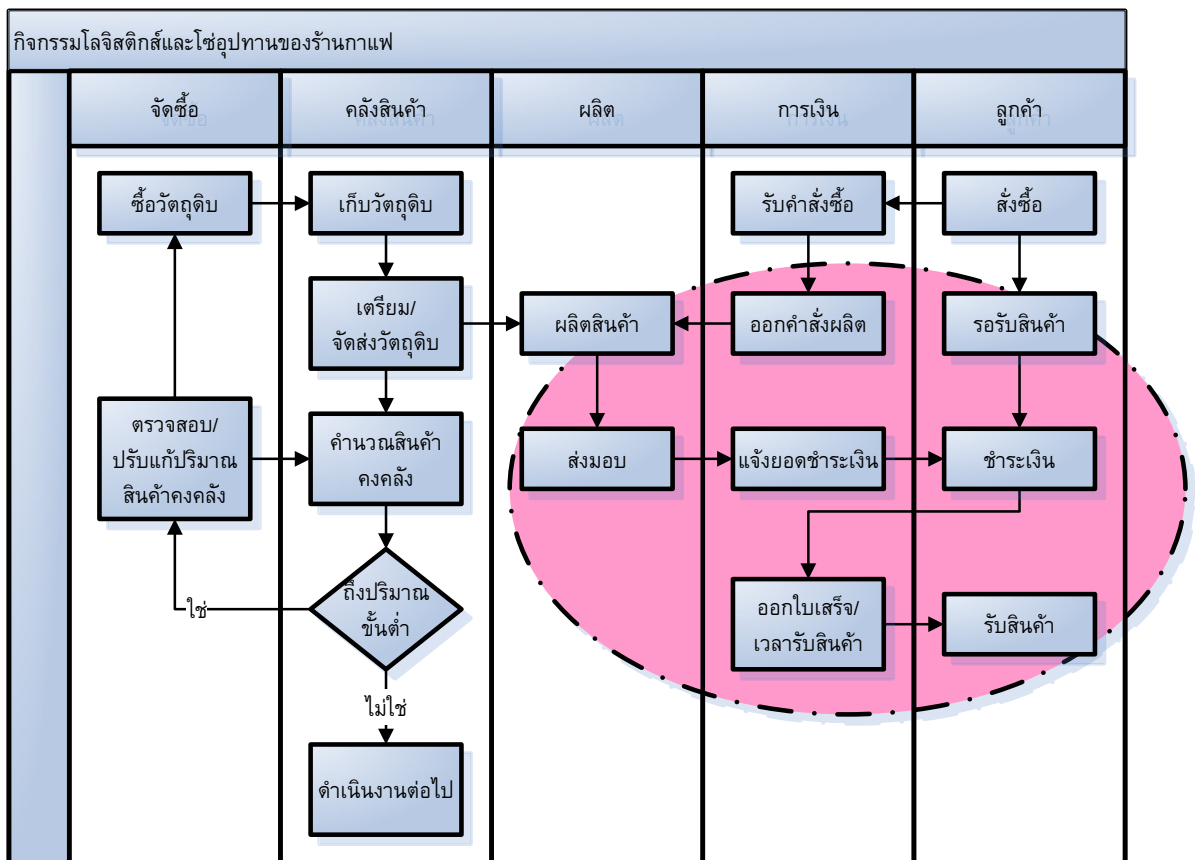 กิจกรรมโลจิสติกส์และโซ่อุปทานของร้านกาแฟ
จัดซื้อ
คลังสินค้า
ผลิต
การเงิน
ลูกค้า
ซื้อวัตถุดิบ
เก็บวัตถุดิบ
รับคำสั่งซื้อ
สั่งซื้อ
เตรียม/
จัดส่งวัตถุดิบ
ผลิตสินค้า
ออกคำสั่งผลิต
รอรับสินค้า
ตรวจสอบ/
ปรับแก้ปริมาณ
สินค้าคงคลัง
คำนวณสินค้า
คงคลัง
ส่งมอบ
แจ้งยอดชำระเงิน
ชำระเงิน
ถึงปริมาณ
ขั้นต่ำ
ใช่
ออกใบเสร็จ/
เวลารับสินค้า
รับสินค้า
ไม่ใช่
ดำเนินงานต่อไป